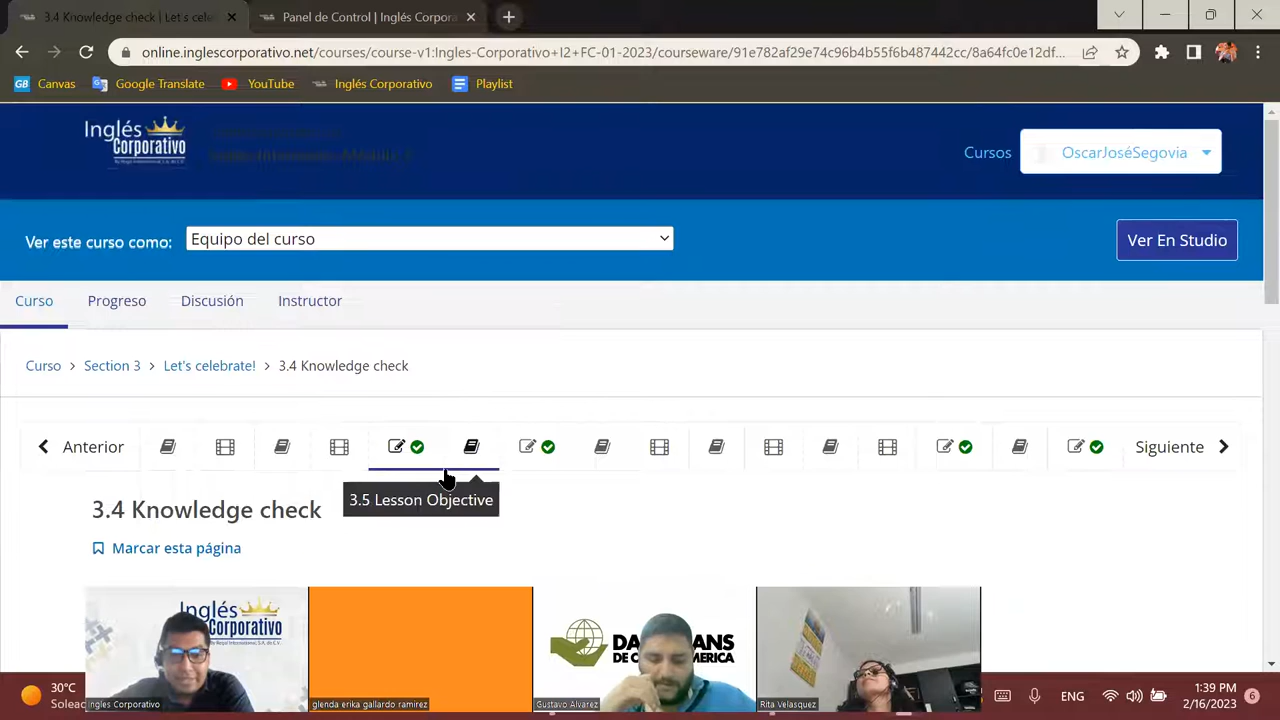 3.4 Knowledge check | Let's cele
Panel de Control | Inglés Corpora
online.inglescorporativo.net/courses/course-v1:Ingles-Corporativo+I2+FC-01-2023/courseware/91e782af29e74c96b4b55f6b487442cc/8a64fc0e12df...
GB Canvas
Google Translate
YouTube
Inglés Corporativo
Playlist
Inglés
Corporativo
Cursos
OscarJoséSegovia
Ver este curso como:
Equipo del curso
Ver En Studio
Curso
Progreso
Discusión
Instructor
Curso > Section 3 > Let's celebrate! > 3.4 Knowledge check
Anterior
Siguiente
3.5 Lesson Objective
3.4 Knowledge check
Marcar esta página
Inglés
Corporativo
Ingles Corporativo
glenda erika gallardo ramirez
Gustavo Alvarez
Rita Velasquez
30°C
Soleado
ENG
1:39 PM
2/16/2023
6